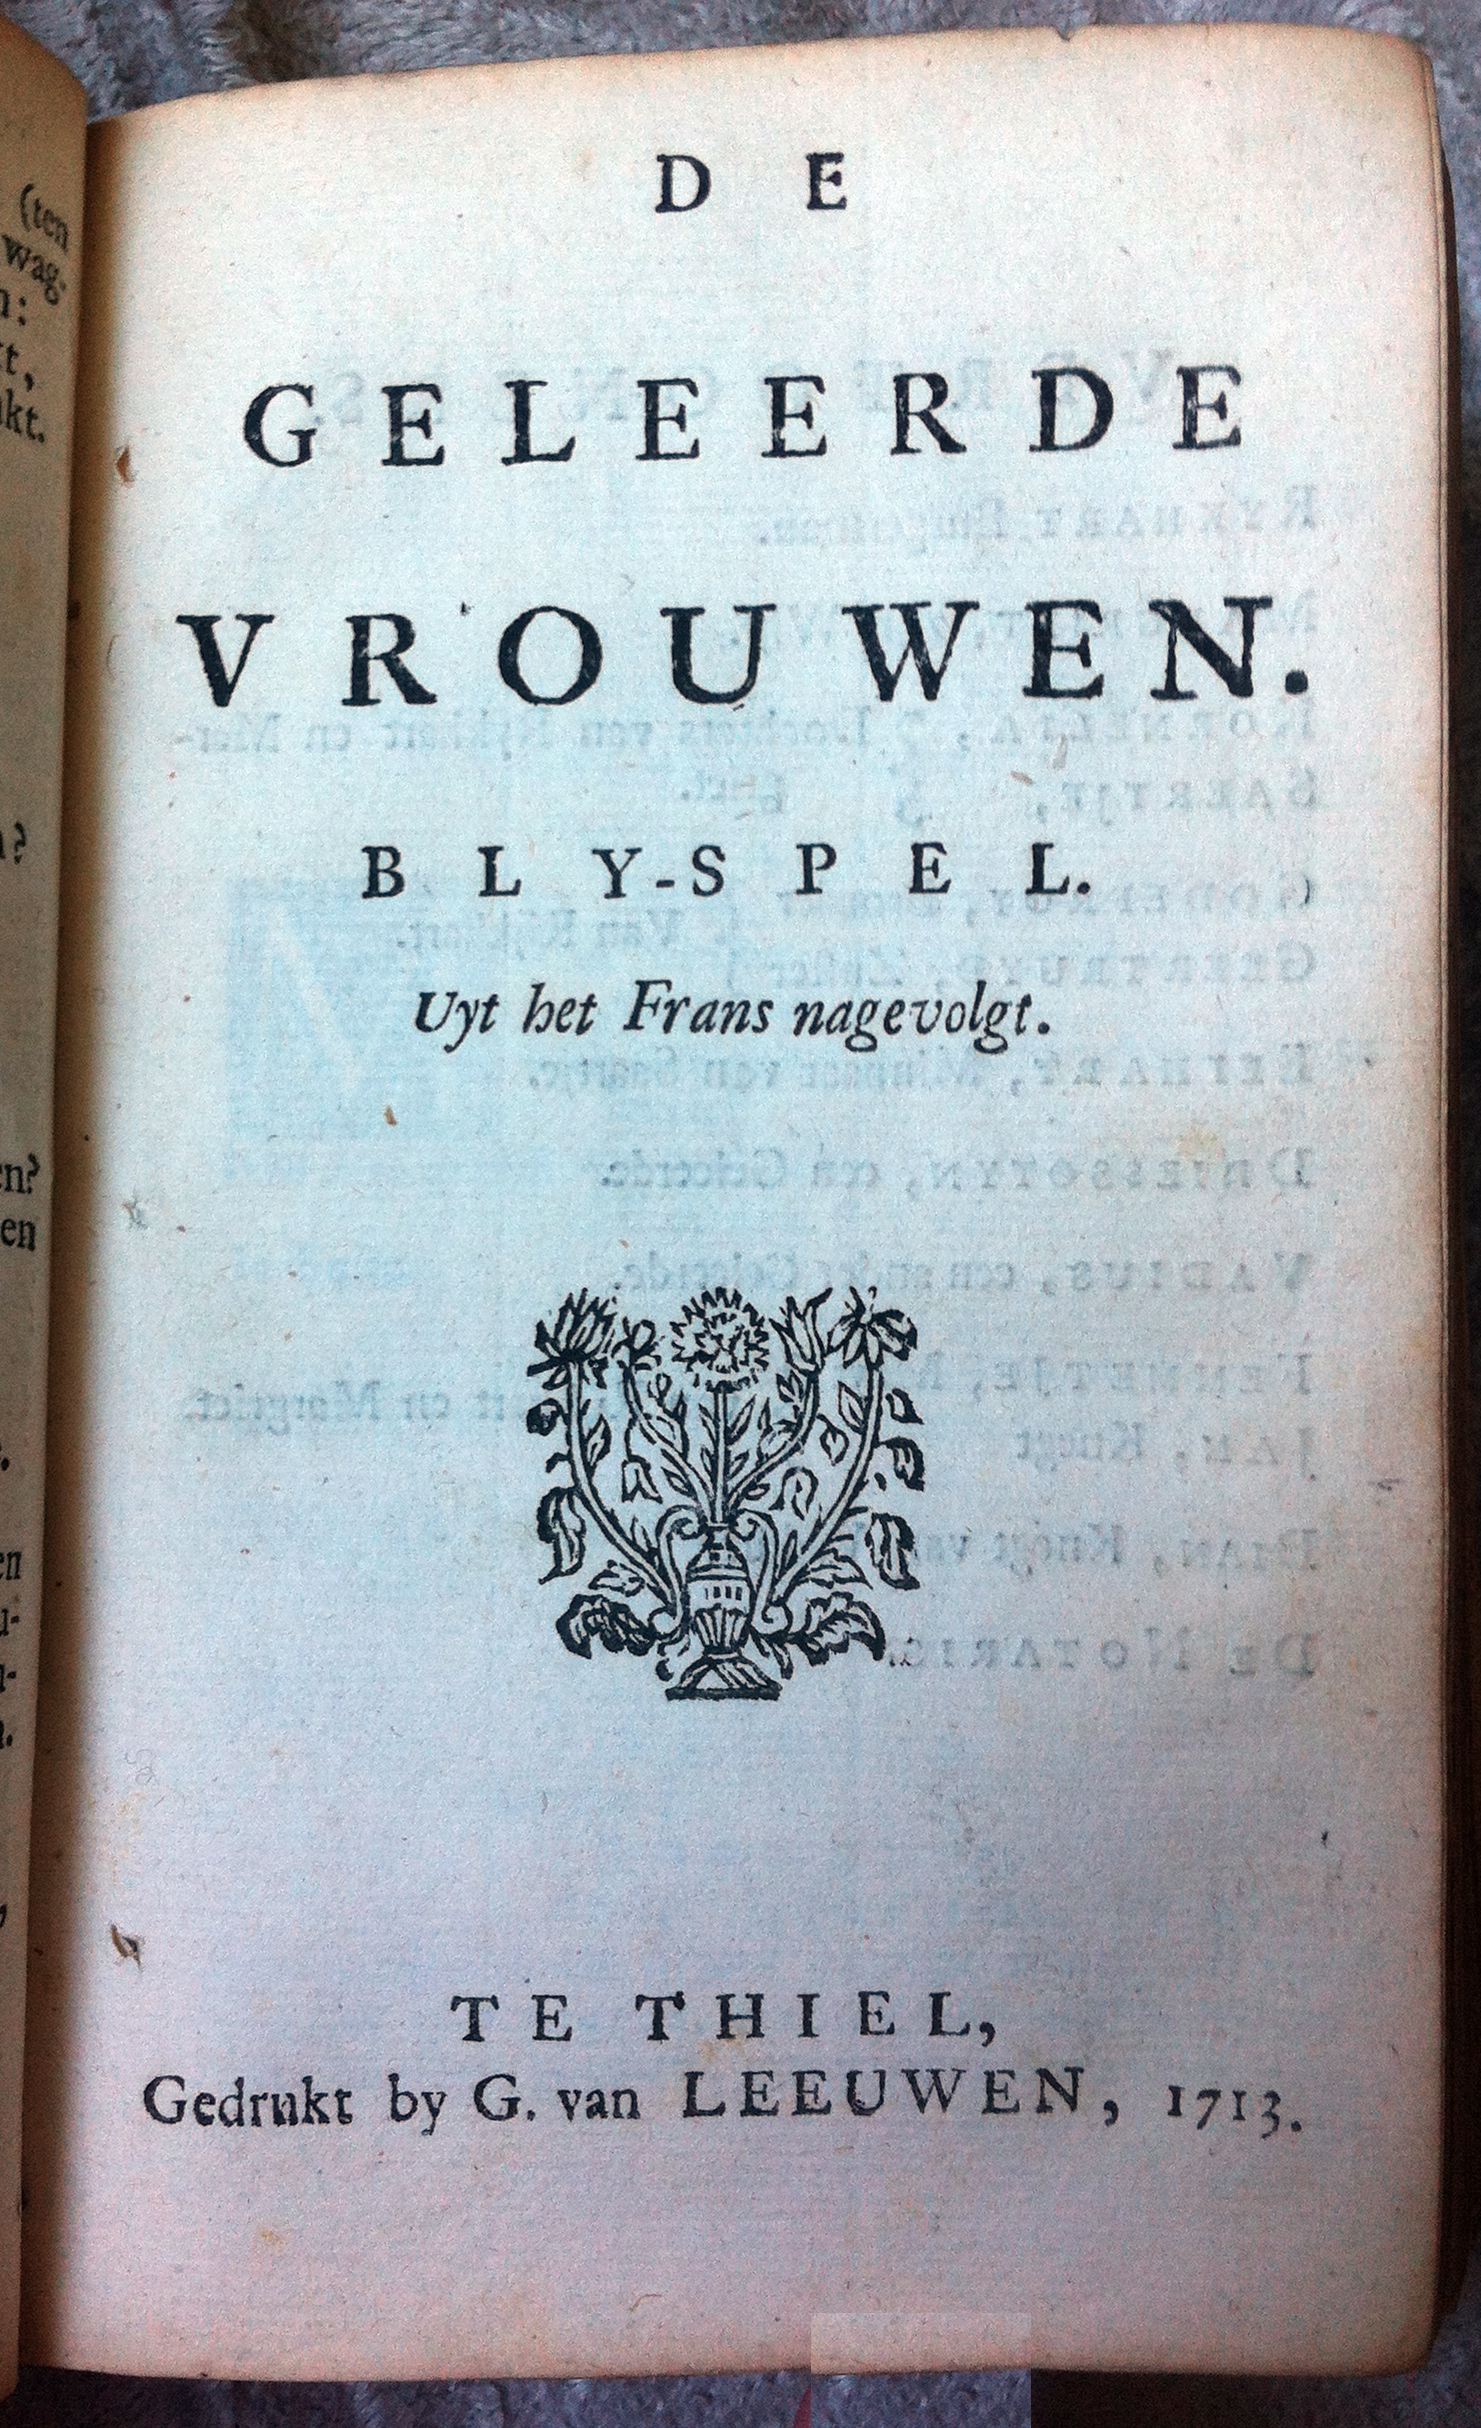 DE
GELEERDE
VROUWEN.
BLY-SPEL.
Uyt het Frans nagevolgt.
TE THIEL,
Gedrukt by G. van LEEUWEN, 1713.